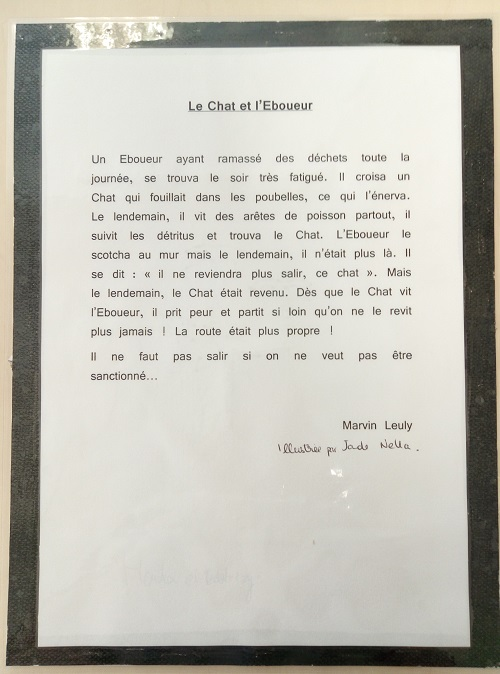 Le Chat et l'Eboueur
Un Eboueur ayant ramassé des déchets toute la
journée, se trouva le soir très fatigué. Il croisa un
Chat qui fouillait dans les poubelles, ce qui l'énerva.
Le lendemain, il vit des arêtes de poisson partout, il
suivit les détritus et trouva le Chat. L'Eboueur le
scotcha au mur mais le lendemain, il n'était plus là. Il
se dit : « il ne reviendra plus salir, ce chat ». Mais
le lendemain, le Chat était revenu. Dès que le Chat vit
l'Eboueur, il prit peur et partit si loin qu'on ne le revit
plus jamais ! La route était plus propre !
Il ne faut pas salir si on ne veut pas être
sanctionné...
Marvin Leuly
Illustrée par Jade Nella.